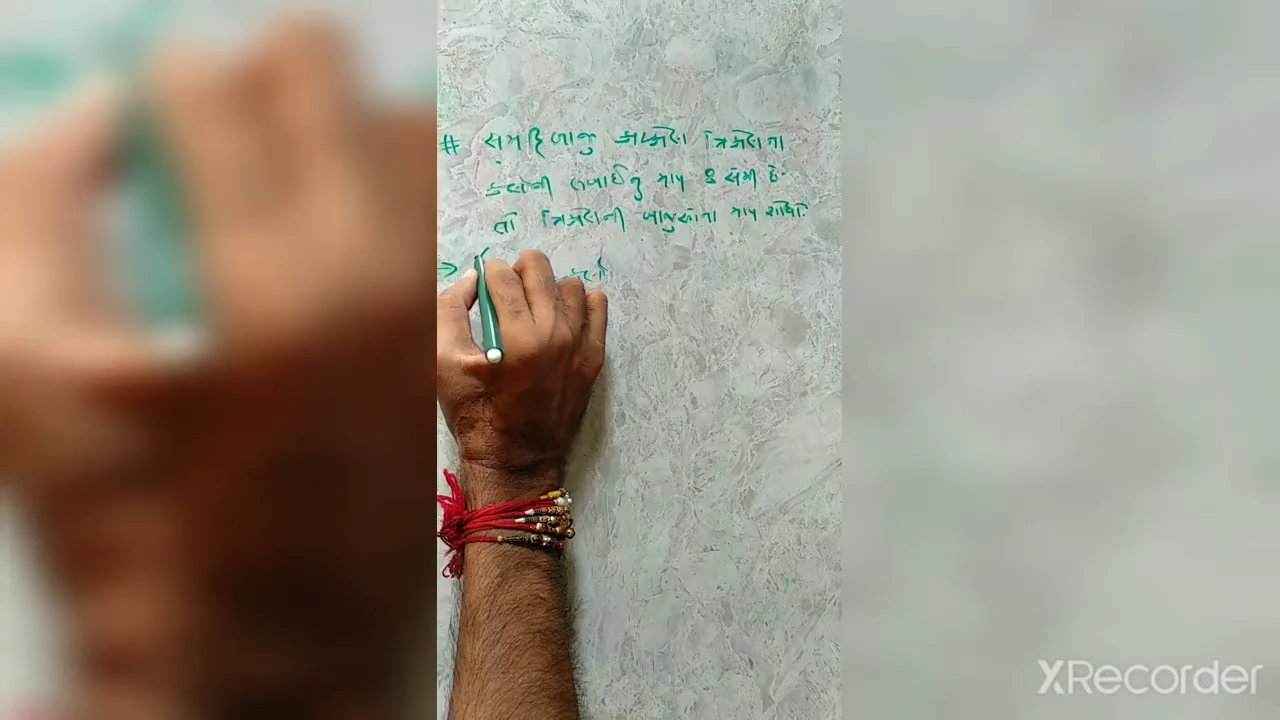 # સમદ્વિબાજુ કાટકોણ ત્રિકોણના
કર્ણની લંબાઈનુ માપ 8 સેમી છે.
તો ત્રિકોણની બાજુઓના માપ શોધો.
→
XRecorder